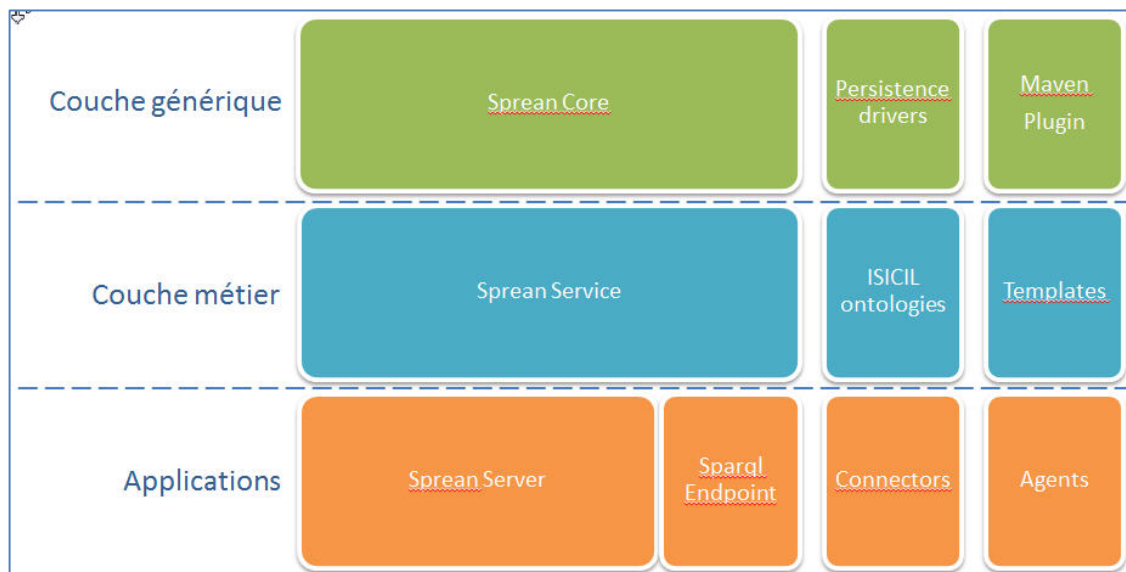 Couche générique
Sprean Core
Persistence
drivers
Maven
Plugin
Couche métier
Sprean Service
ISICIL
ontologies
Templates
Applications
Sprean Server
Sparql
Endpoint
Connectors
Agents